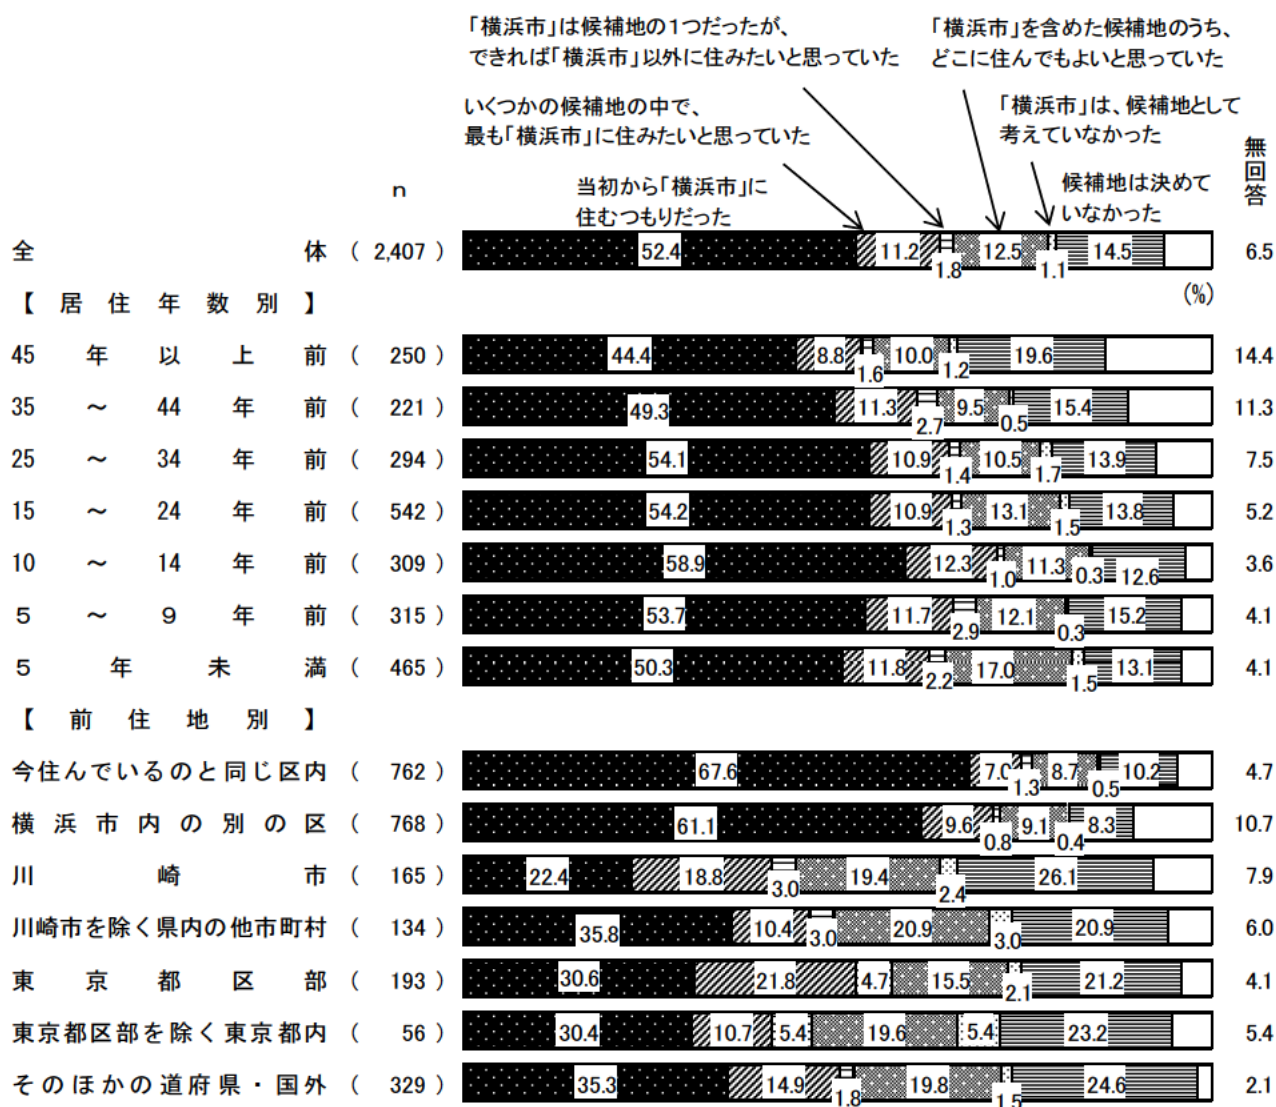 「横浜市」は候補地の1つだったが、
できれば「横浜市」以外に住みたいと思っていた
「横浜市」を含めた候補地のうち、
どこに住んでもよいと思っていた
いくつかの候補地の中で、
最も「横浜市」に住みたいと思っていた
「横浜市」は、候補地として
考えていなかった
当初から「横浜市」に
住むつもりだった
候補地は決めて
いなかった
無回答
n
全体 ( 2,407 ) 52.4 11.2 1.8 12.5 1.1 14.5 6.5
(%)
【居住年数別】
45年以上前 ( 250 ) 44.4 8.8 1.6 10.0 1.2 19.6 14.4
35～44年前 ( 221 ) 49.3 11.3 2.7 9.5 0.5 15.4 11.3
25～34年前 ( 294 ) 54.1 10.9 1.4 10.5 1.7 13.9 7.5
15～24年前 ( 542 ) 54.2 10.9 1.3 13.1 1.5 13.8 5.2
10～14年前 ( 309 ) 58.9 12.3 1.0 11.3 0.3 12.6 3.6
5～9年前 ( 315 ) 53.7 11.7 2.9 12.1 0.3 15.2 4.1
5年未満 ( 465 ) 50.3 11.8 2.2 17.0 1.5 13.1 4.1
【前住地別】
今住んでいるのと同じ区内 ( 762 ) 67.6 7.0 1.3 8.7 0.5 10.2 4.7
横浜市内の別の区 ( 768 ) 61.1 9.6 0.8 9.1 0.4 8.3 10.7
川崎市 ( 165 ) 22.4 18.8 3.0 19.4 2.4 26.1 7.9
川崎市を除く県内の他市町村 ( 134 ) 35.8 10.4 3.0 20.9 3.0 20.9 6.0
東京都区部 ( 193 ) 30.6 21.8 4.7 15.5 2.1 21.2 4.1
東京都区部を除く東京都内 ( 56 ) 30.4 10.7 5.4 19.6 5.4 23.2 5.4
そのほかの道府県・国外 ( 329 ) 35.3 14.9 1.8 19.8 1.5 24.6 2.1